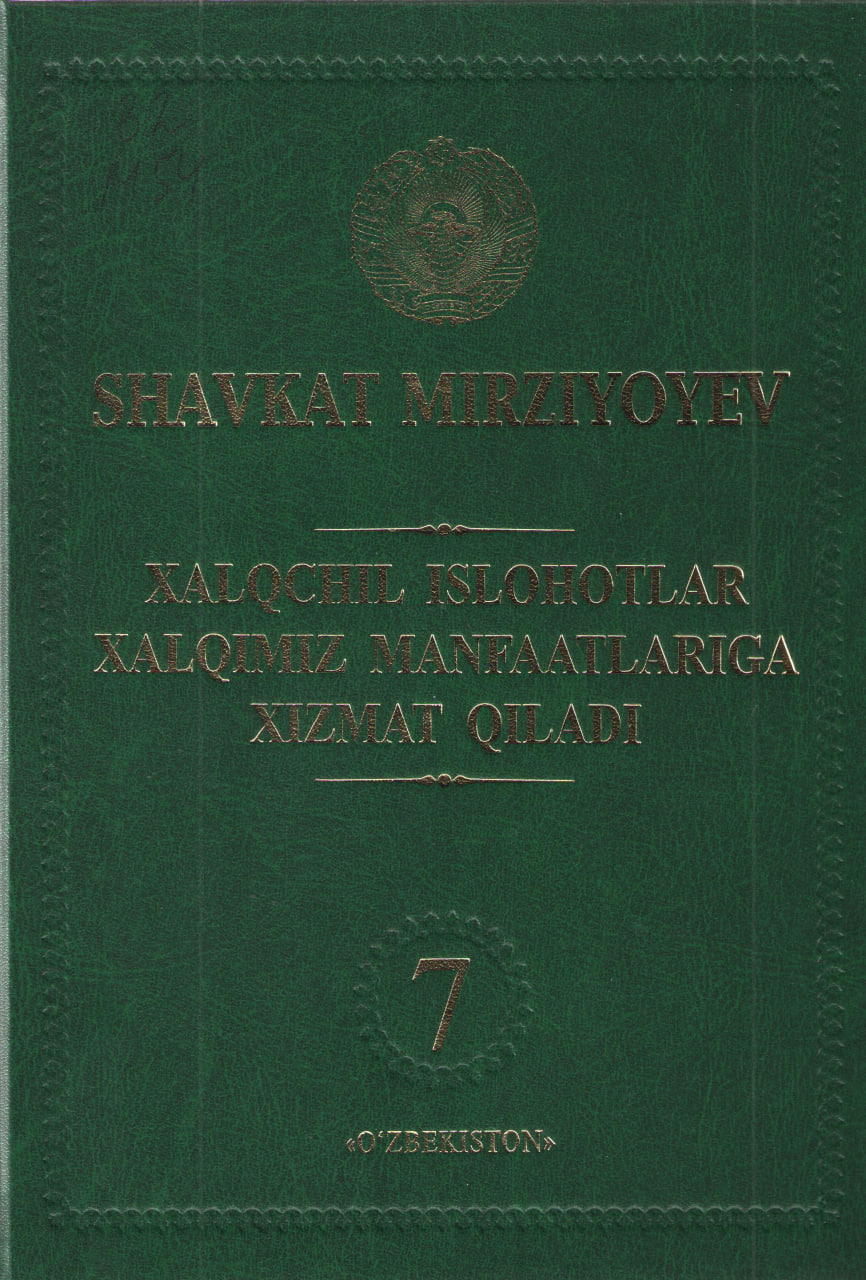 SHAVKAT MIRZIYOYEV
XALQCHIL ISLOHOTLAR
XALQIMIZ MANFAATLARIGA
XIZMAT QILADI
7
«O‘ZBEKISTON»